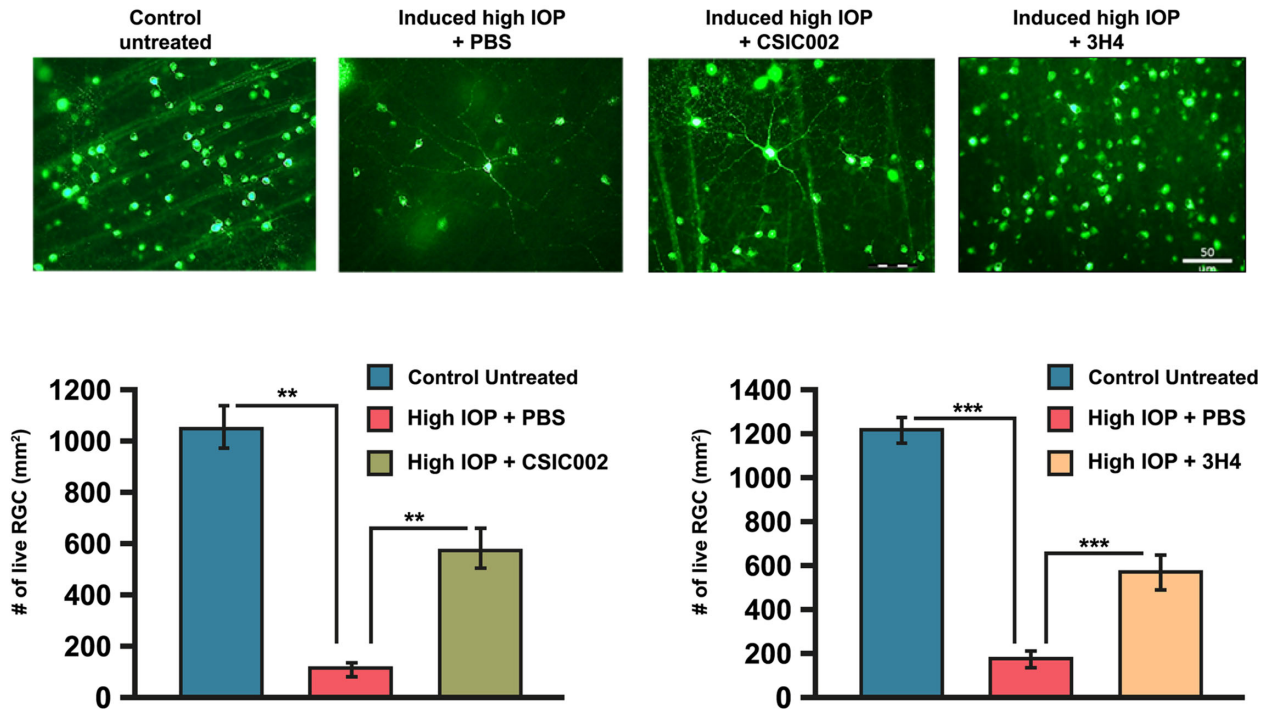 Control
untreated
Induced high IOP
+ PBS
Induced high IOP
+ CSIC002
Induced high IOP
+ 3H4
50
µm
# of live RGC (mm²)
1200
1000
800
600
400
200
0
**
**
Control Untreated
High IOP + PBS
High IOP + CSIC002
# of live RGC (mm²)
1400
1200
1000
800
600
400
200
0
***
***
Control Untreated
High IOP + PBS
High IOP + 3H4